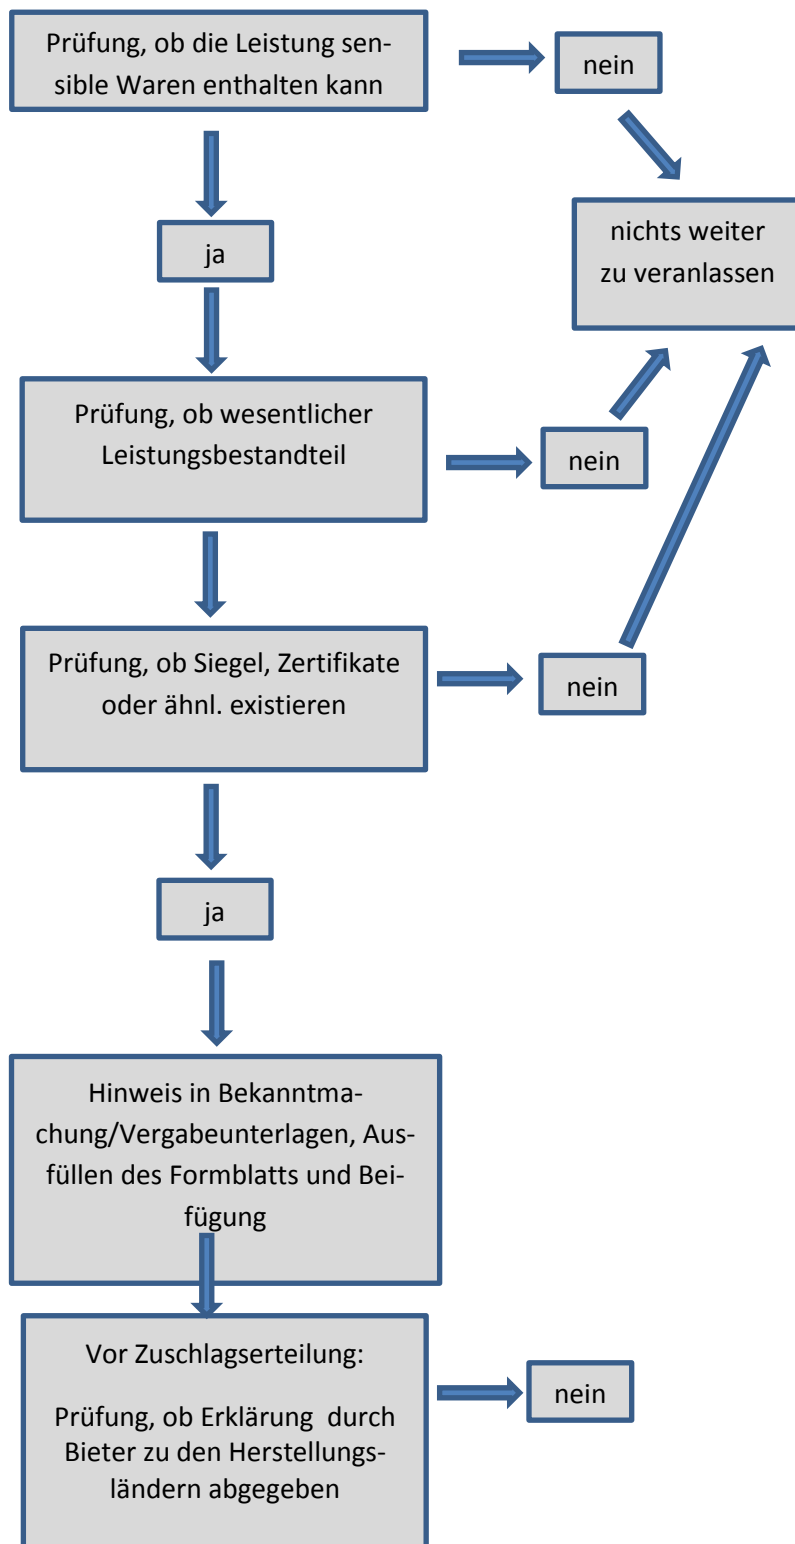 Prüfung, ob die Leistung sen-
sible Waren enthalten kann
nein
nichts weiter
zu veranlassen
ja
Prüfung, ob wesentlicher
Leistungsbestandteil
nein
Prüfung, ob Siegel, Zertifikate
oder ähnl. existieren
nein
ja
Hinweis in Bekanntma-
chung/Vergabeunterlagen, Aus-
füllen des Formblatts und Bei-
fügung
Vor Zuschlagserteilung:
Prüfung, ob Erklärung durch
Bieter zu den Herstellungs-
ländern abgegeben
nein